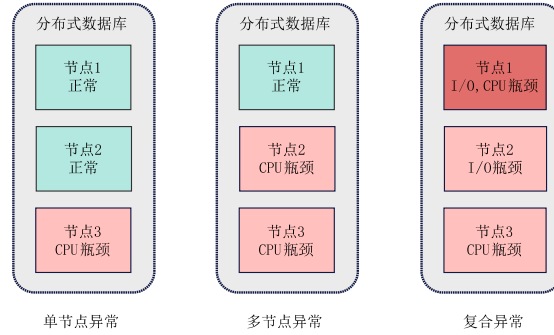 分布式数据库
节点1
正常
节点2
正常
节点3
CPU瓶颈
单节点异常
分布式数据库
节点1
正常
节点2
CPU瓶颈
节点3
CPU瓶颈
多节点异常
分布式数据库
节点1
I/O,CPU瓶颈
节点2
I/O瓶颈
节点3
CPU瓶颈
复合异常